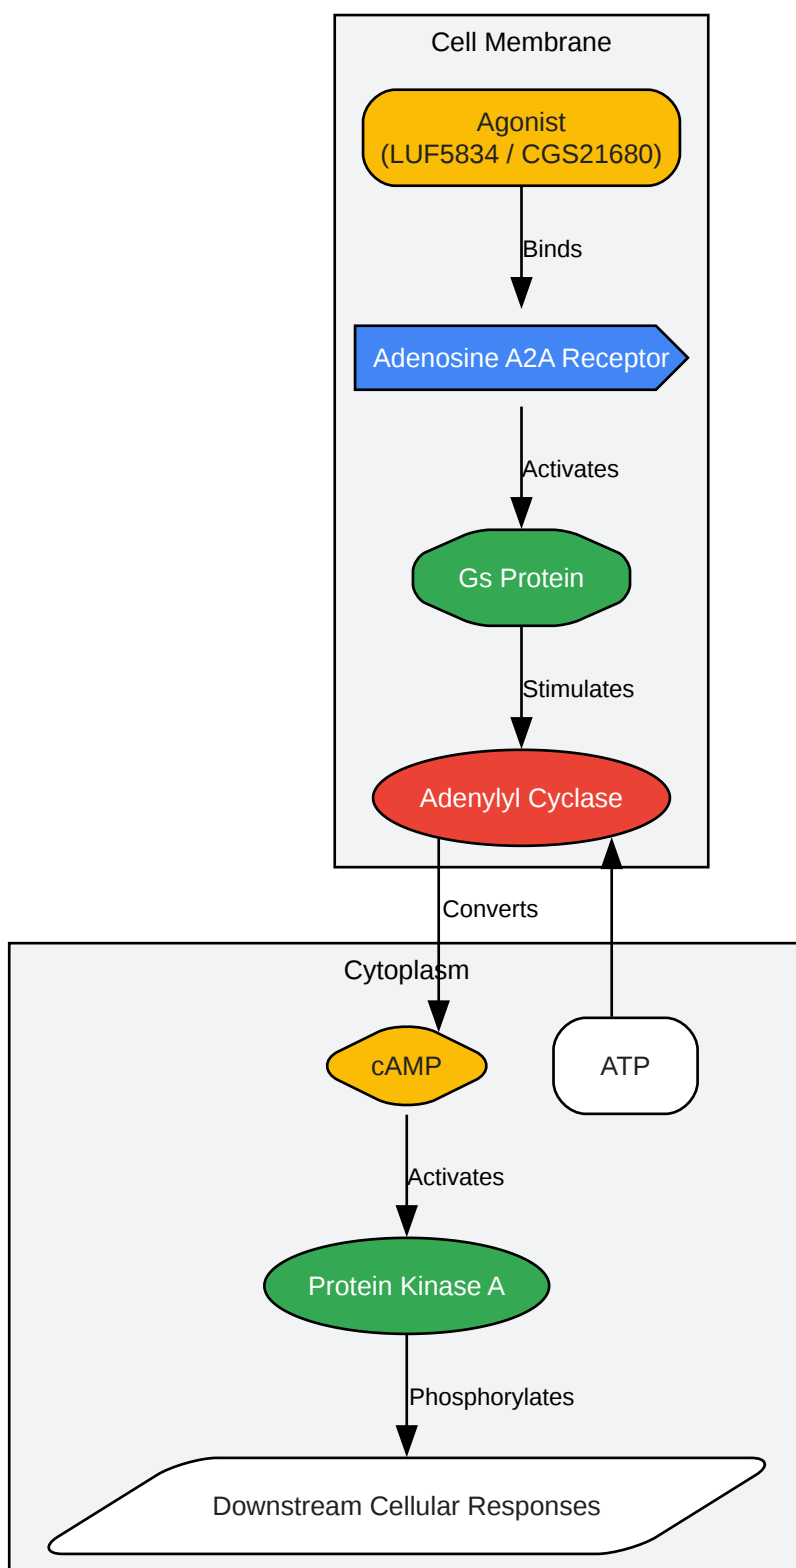 Cell Membrane
Agonist
(LUF5834 / CGS21680)
Binds
Adenosine A2A Receptor
Activates
Gs Protein
Stimulates
Adenylyl Cyclase
Converts
Cytoplasm
cAMP
ATP
Activates
Protein Kinase A
Phosphorylates
Downstream Cellular Responses